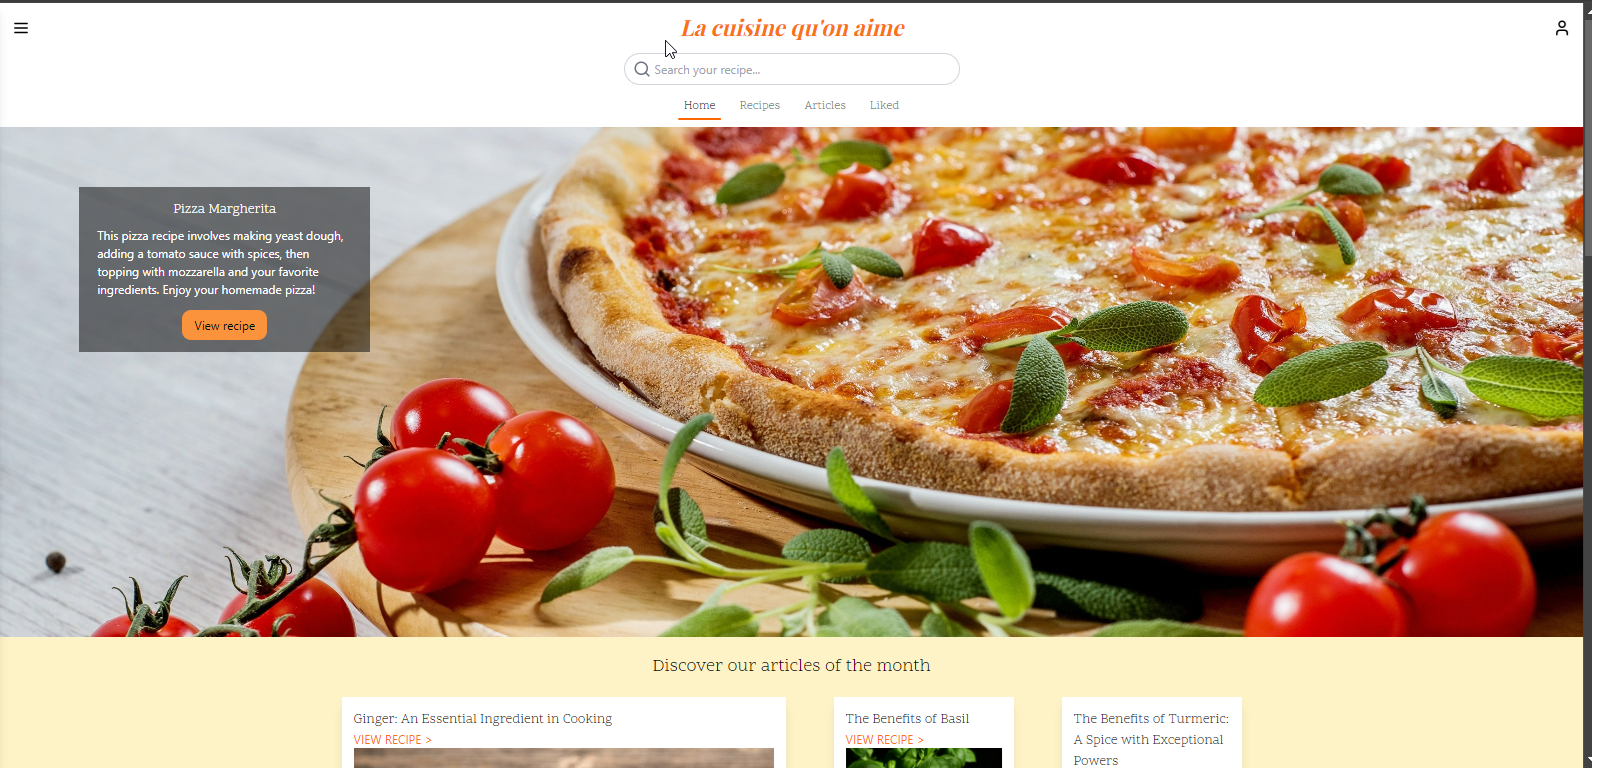 La cuisine qu'on aime
Search your recipe...
Home Recipes Articles Liked
Pizza Margherita
This pizza recipe involves making yeast dough,
adding a tomato sauce with spices, then
topping with mozzarella and your favorite
ingredients. Enjoy your homemade pizza!
View recipe
Discover our articles of the month
Ginger: An Essential Ingredient in Cooking
VIEW RECIPE >
The Benefits of Basil
VIEW RECIPE >
The Benefits of Turmeric:
A Spice with Exceptional
Powers